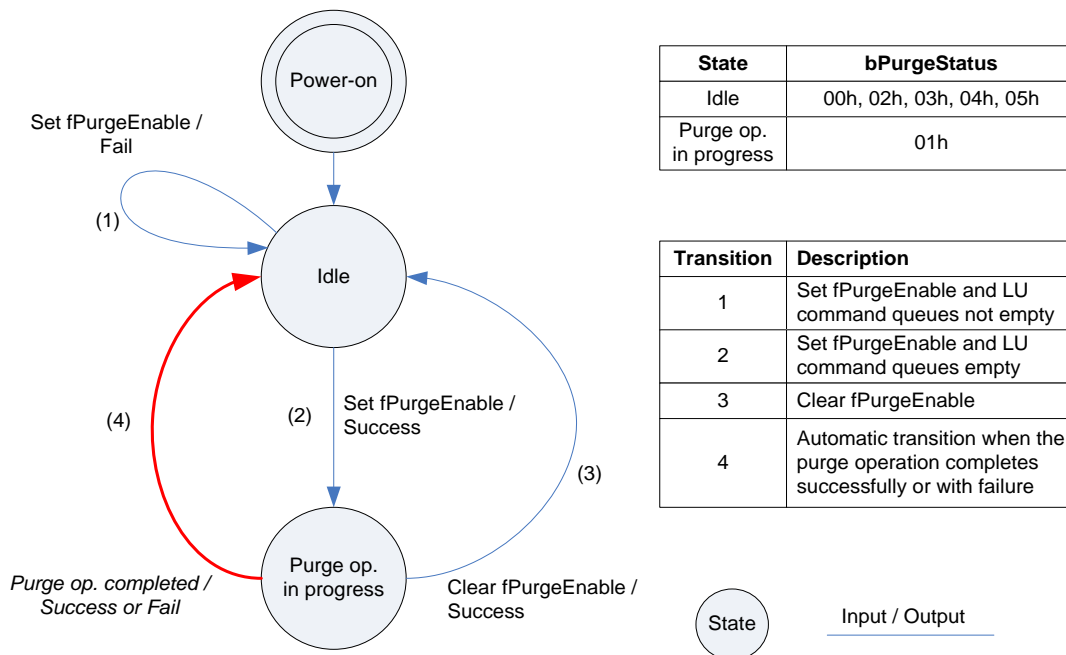 Power-on
Set fPurgeEnable /
Fail
(1)
Idle
(4)
(2)
Set fPurgeEnable /
Success
(3)
Purge op.
in progress
Purge op. completed /
Success or Fail
Clear fPurgeEnable /
Success
State bPurgeStatus
Idle 00h, 02h, 03h, 04h, 05h
Purge op.
in progress 01h
Transition Description
1 Set fPurgeEnable and LU
command queues not empty
2 Set fPurgeEnable and LU
command queues empty
3 Clear fPurgeEnable
4 Automatic transition when the
purge operation completes
successfully or with failure
State
Input / Output